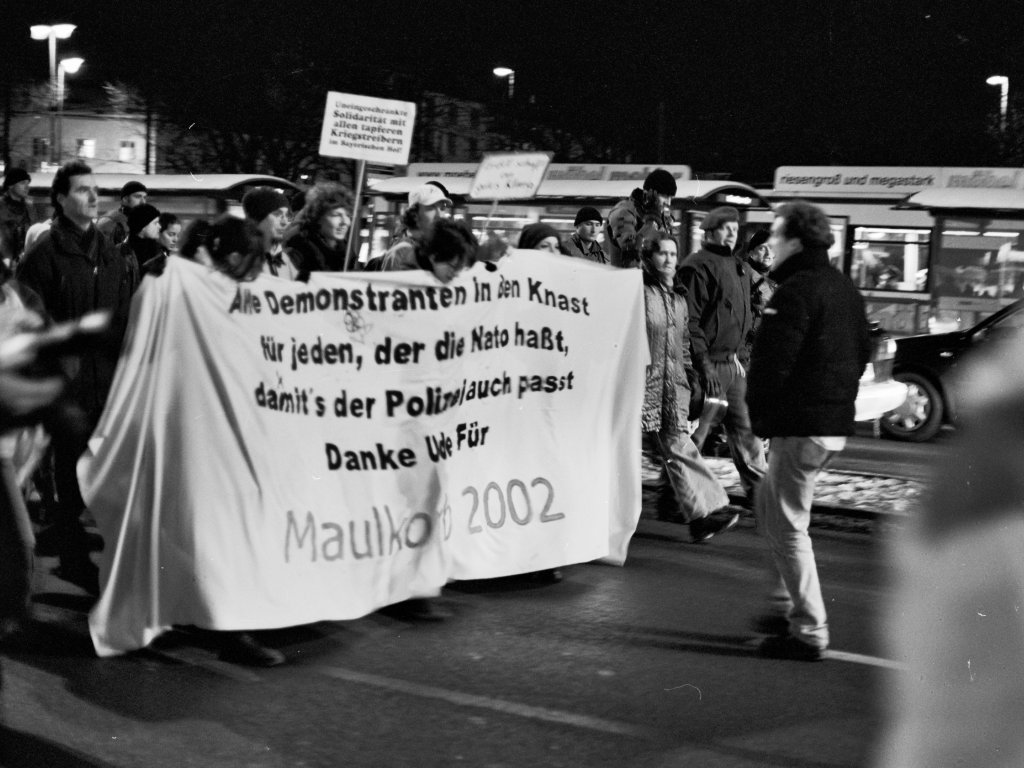 Uneingeschränkte
Solidarität mit
allen tapferen
Kriegstreibern
im Bayerischen Hof!
riesengroß und megastark
Alle Demonstranten in den Knast
für jeden, der die Nato haßt,
damit's der Polizei auch passt
Danke Ude Für
Maulkorb 2002